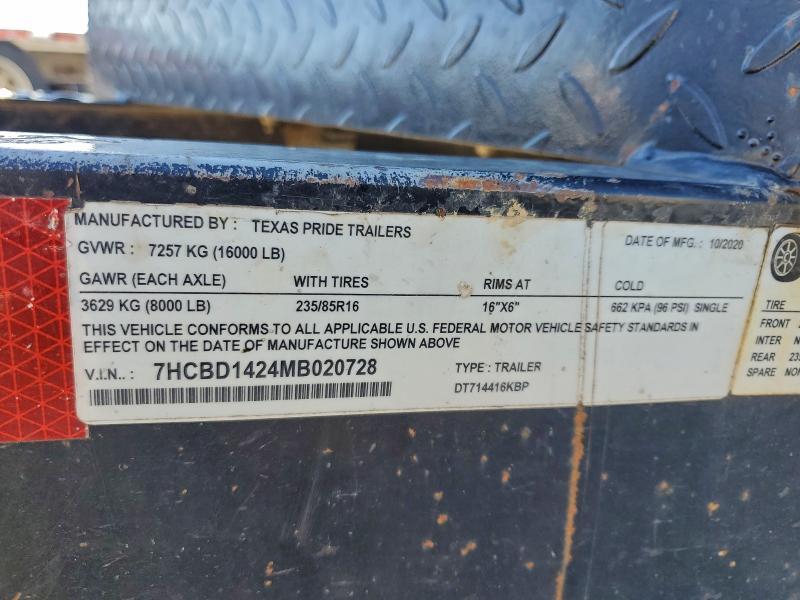 MANUFACTURED BY : TEXAS PRIDE TRAILERS
DATE OF MFG. : 10/2020
GVWR : 7257 KG (16000 LB)
GAWR (EACH AXLE) WITH TIRES RIMS AT COLD
3629 KG (8000 LB) 235/85R16 16"X6" 662 KPA (96 PSI) SINGLE
THIS VEHICLE CONFORMS TO ALL APPLICABLE U.S. FEDERAL MOTOR VEHICLE SAFETY STANDARDS IN
EFFECT ON THE DATE OF MANUFACTURE SHOWN ABOVE
V.I.N.. : 7HCBD1424MB020728 TYPE : TRAILER
DT714416KBP
TIRE
FRONT
INTER
REAR
SPARE